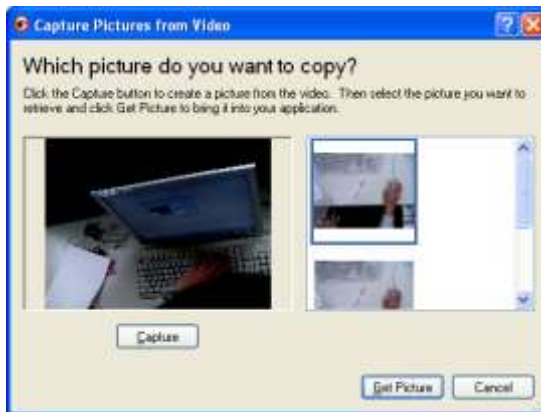 Capture Pictures from Video
Which picture do you want to copy?
Click the Capture button to create a picture from the video. Then select the picture you want to
retrieve and click Get Picture to bring it into your application.
Capture
Get Picture
Cancel